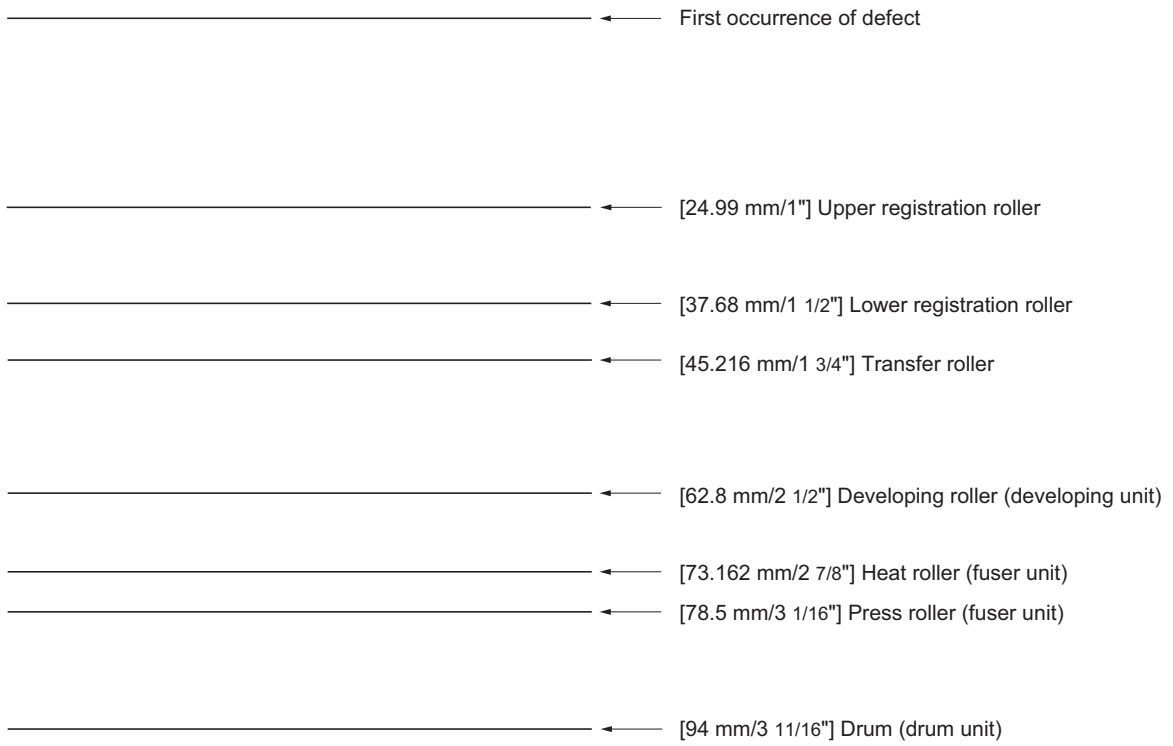 First occurrence of defect
[24.99 mm/1"] Upper registration roller
[37.68 mm/1 1/2"] Lower registration roller
[45.216 mm/1 3/4"] Transfer roller
[62.8 mm/2 1/2"] Developing roller (developing unit)
[73.162 mm/2 7/8"] Heat roller (fuser unit)
[78.5 mm/3 1/16"] Press roller (fuser unit)
[94 mm/3 11/16"] Drum (drum unit)